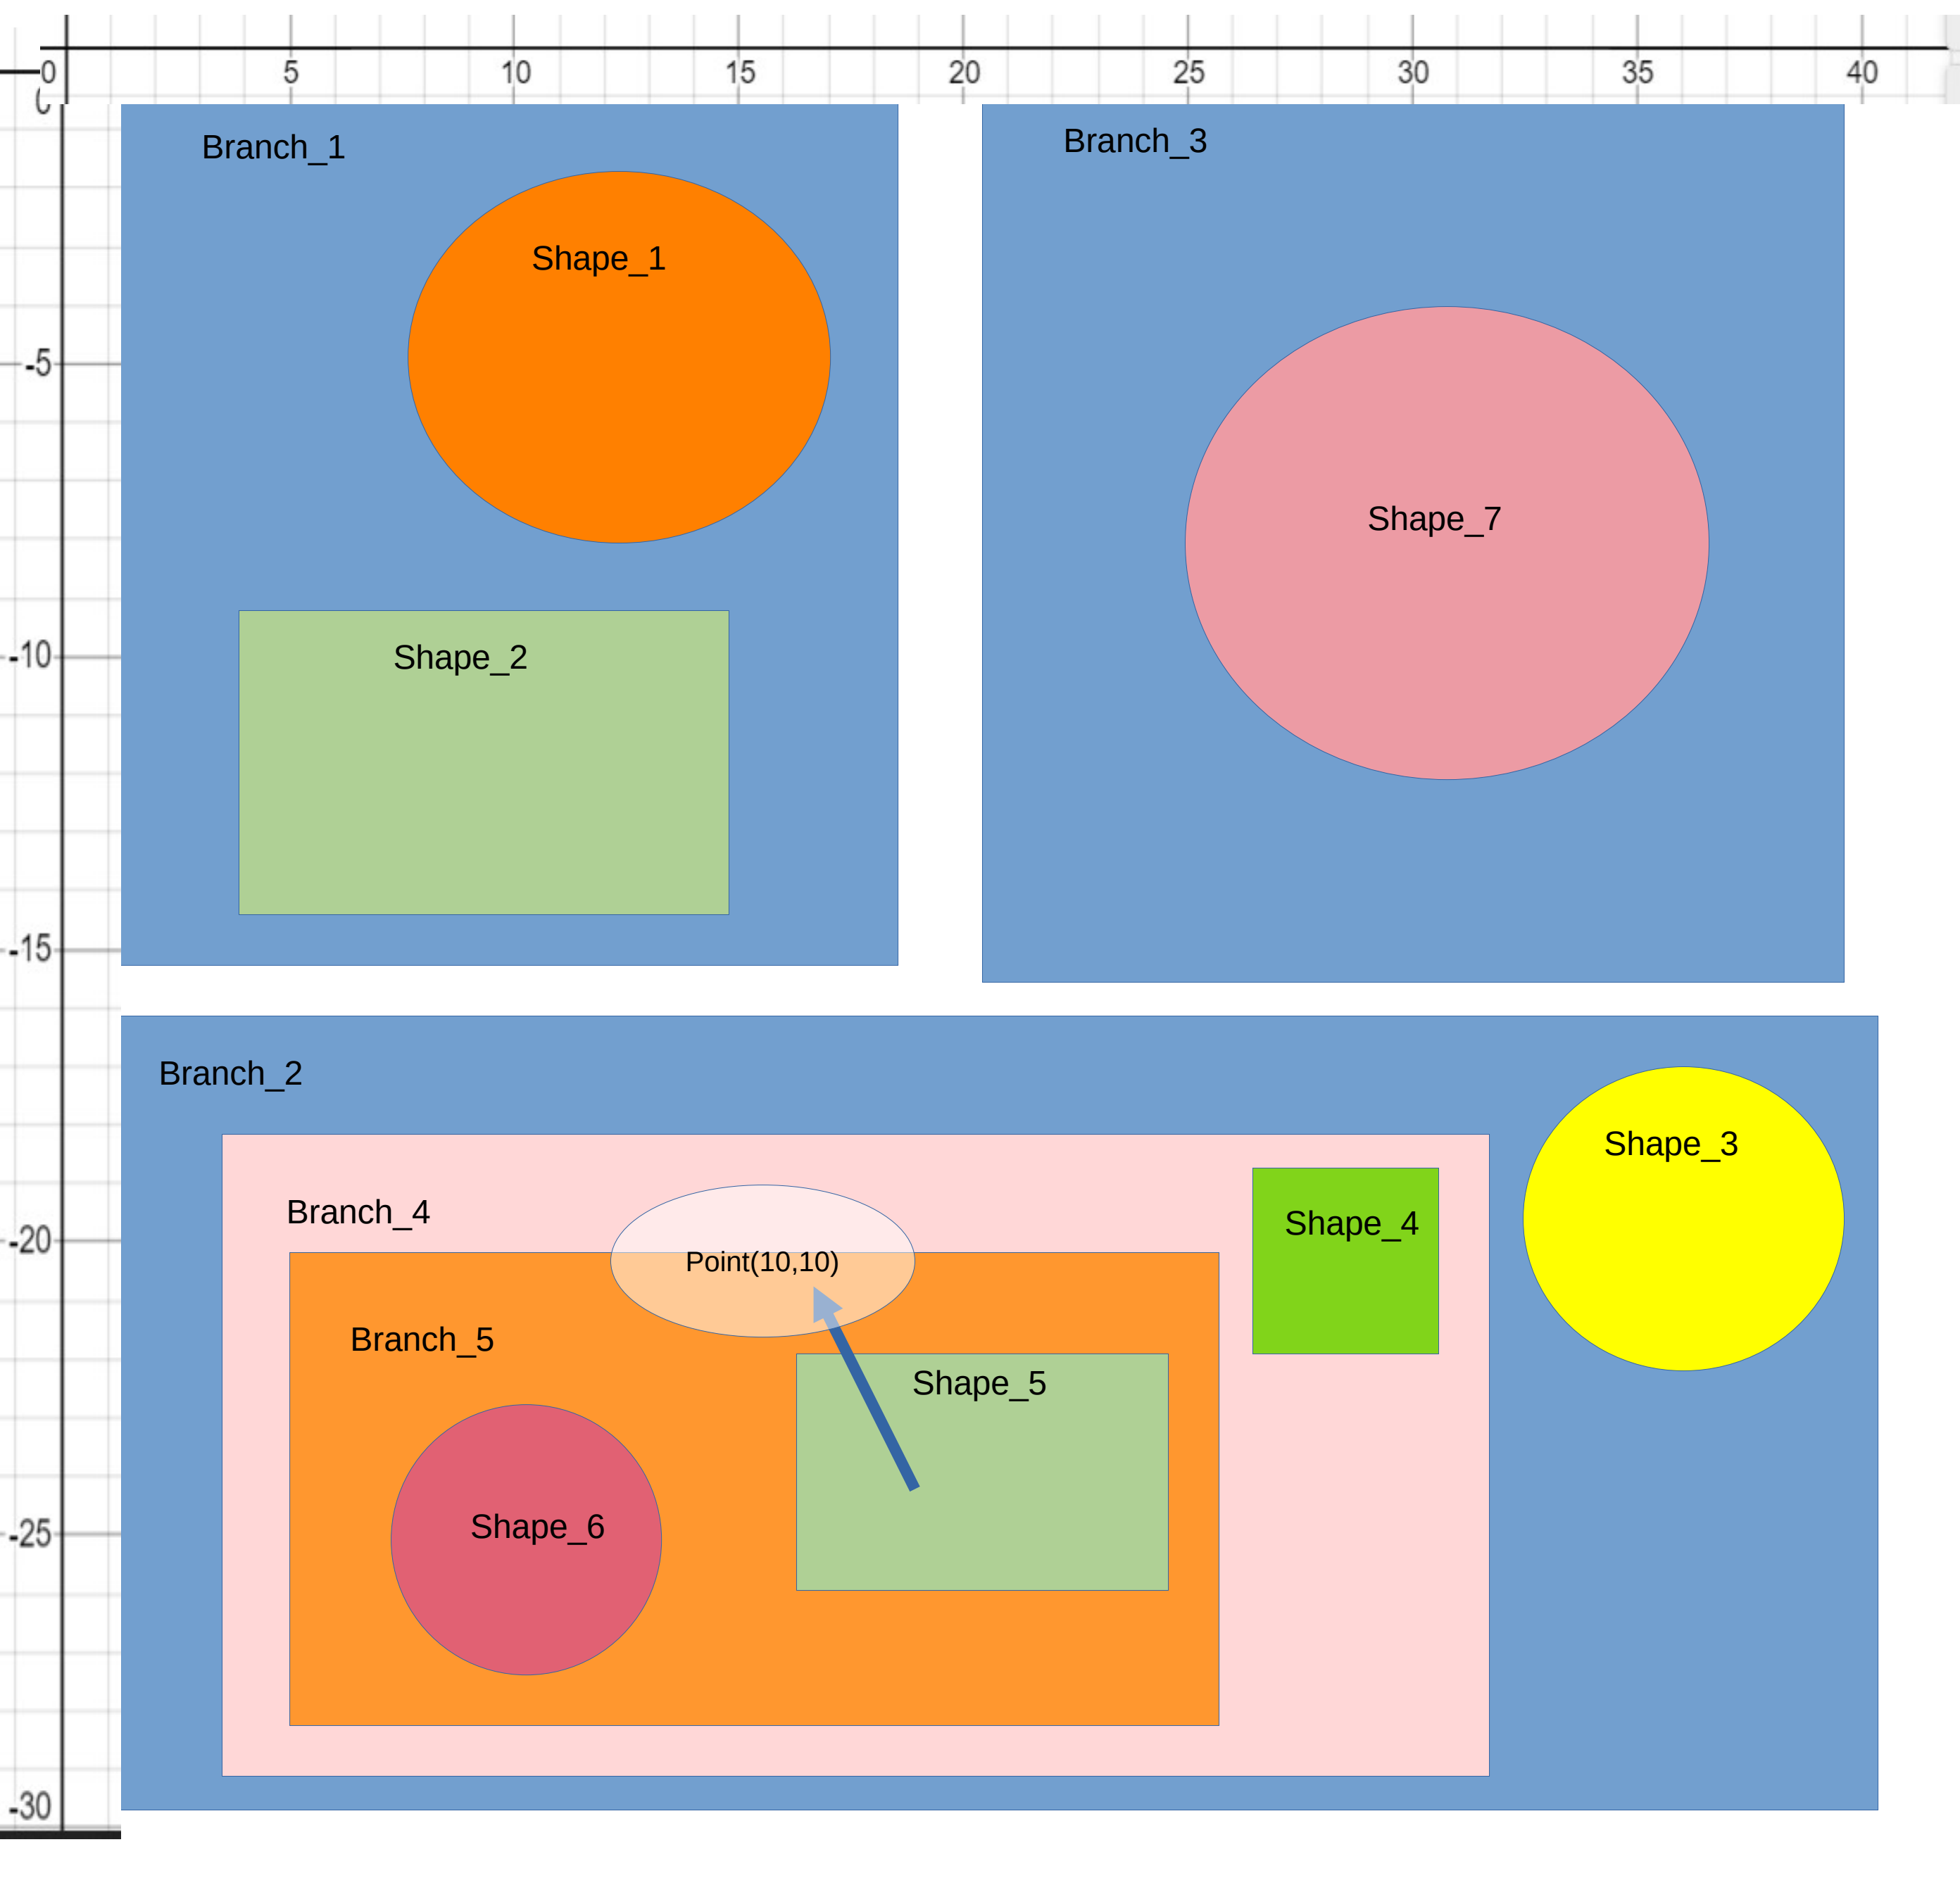 0 5 10 15 20 25 30 35 40
0
Branch_1
Branch_3
Shape_1
-5
Shape_7
-10
Shape_2
-15
Branch_2
Shape_3
Branch_4
Shape_4
-20
Point(10,10)
Branch_5
Shape_5
-25
Shape_6
-30